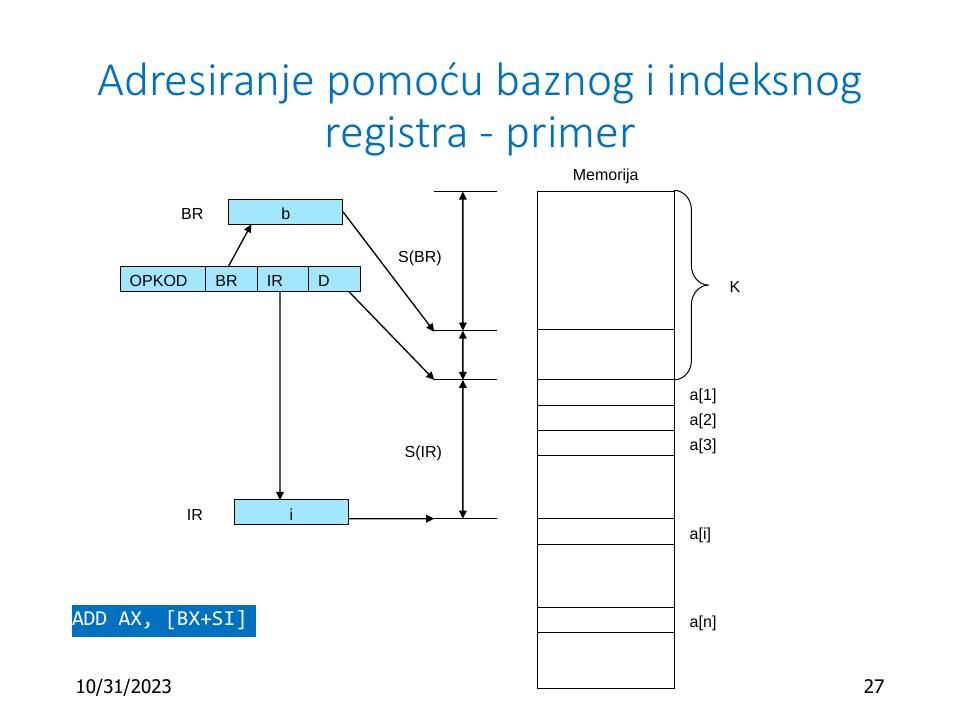 Adresiranje pomoću baznog i indeksnog
registra - primer
Memorija
BR
b
S(BR)
OPKOD
BR
IR
D
K
a[1]
a[2]
a[3]
S(IR)
IR
i
a[i]
ADD AX, [BX+SI]
a[n]
10/31/2023
27